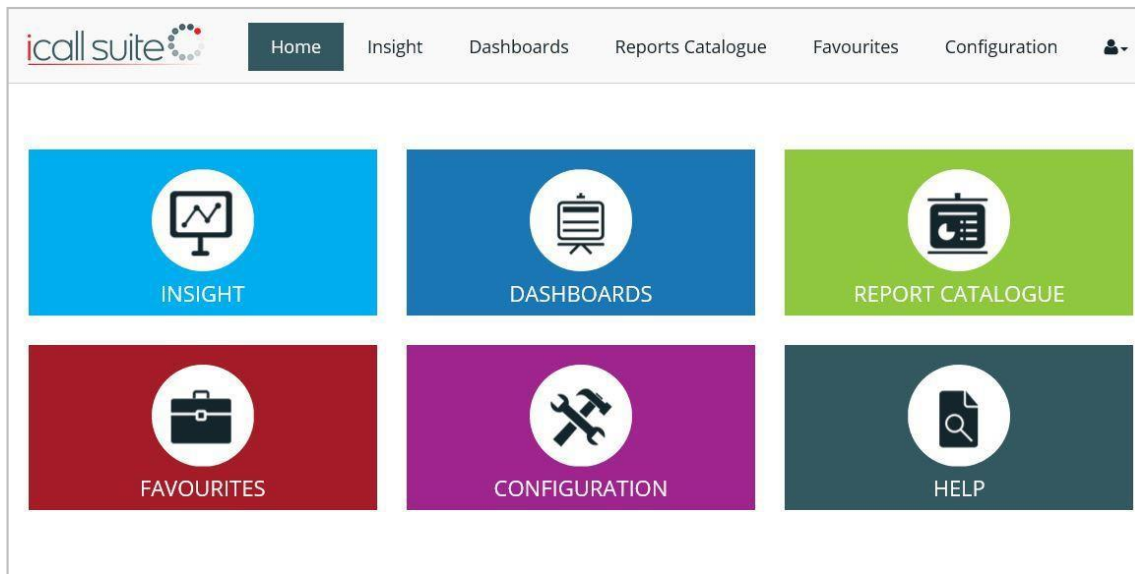 icall suite Home Insight Dashboards Reports Catalogue Favourites Configuration
INSIGHT DASHBOARDS REPORT CATALOGUE
FAVOURITES CONFIGURATION HELP